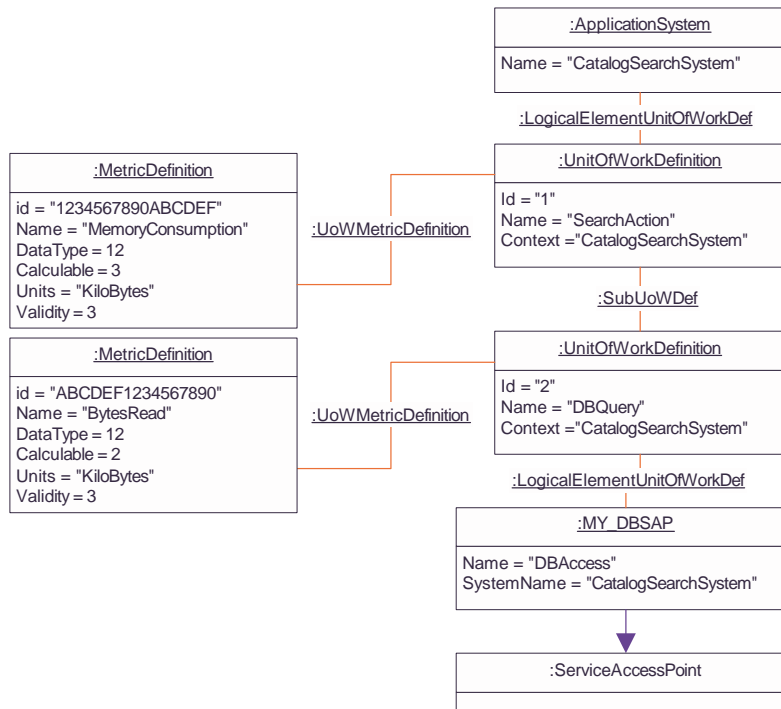 :ApplicationSystem
Name = "CatalogSearchSystem"
:LogicalElementUnitOfWorkDef
:MetricDefinition
id = "1234567890ABCDEF"
Name = "MemoryConsumption"
DataType = 12
Calculable = 3
Units = "KiloBytes"
Validity = 3
:UoWMetricDefinition
:UnitOfWorkDefinition
Id = "1"
Name = "SearchAction"
Context ="CatalogSearchSystem"
:SubUoWDef
:MetricDefinition
id = "ABCDEF1234567890"
Name = "BytesRead"
DataType = 12
Calculable = 2
Units = "KiloBytes"
Validity = 3
:UoWMetricDefinition
:UnitOfWorkDefinition
Id = "2"
Name = "DBQuery"
Context ="CatalogSearchSystem"
:LogicalElementUnitOfWorkDef
:MY_DBSAP
Name = "DBAccess"
SystemName = "CatalogSearchSystem"
:ServiceAccessPoint